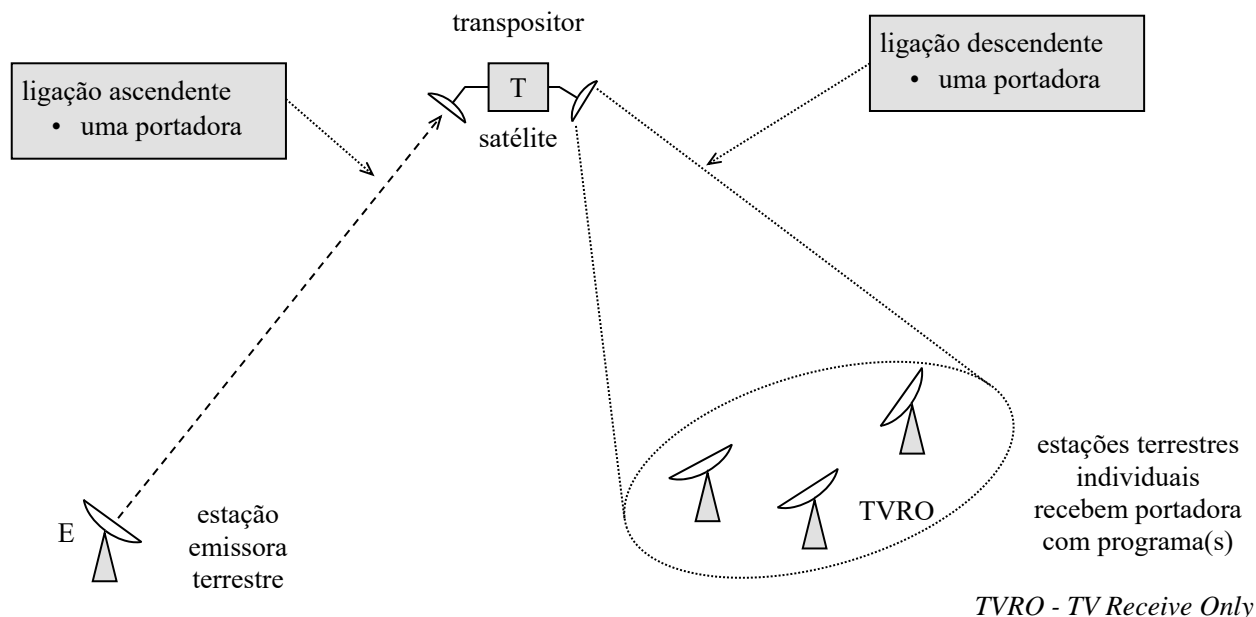 transpositor
ligação ascendente
• uma portadora
T
satélite
ligação descendente
• uma portadora
E
estação
emissora
terrestre
TVRO
estações terrestres
individuais
recebem portadora
com programa(s)
TVRO - TV Receive Only